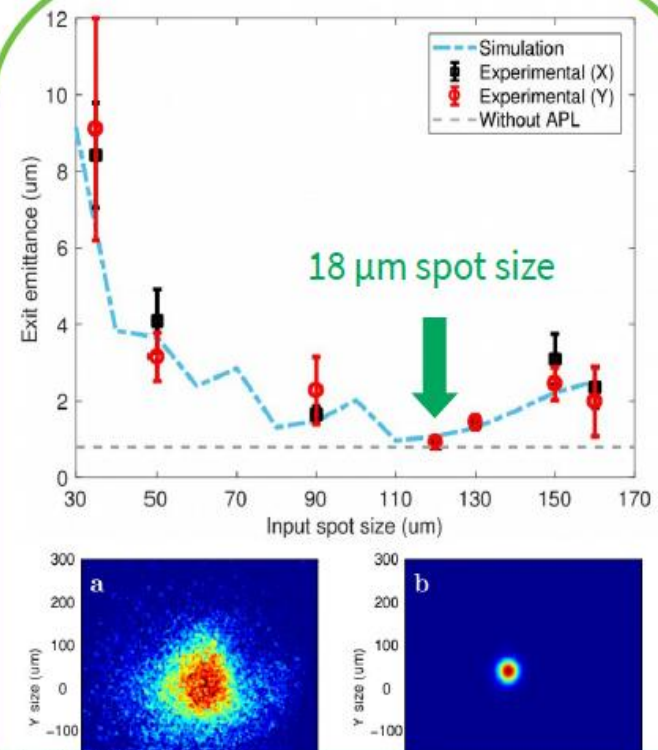 12
10
8
6
4
2
0
Exit emittance (um)
Simulation
Experimental (X)
Experimental (Y)
Without APL
18 µm spot size
30 50 70 90 110 130 150 170
Input spot size (um)
300
200
100
0
-100
Y size (um)
a
300
200
100
0
-100
Y size (um)
b